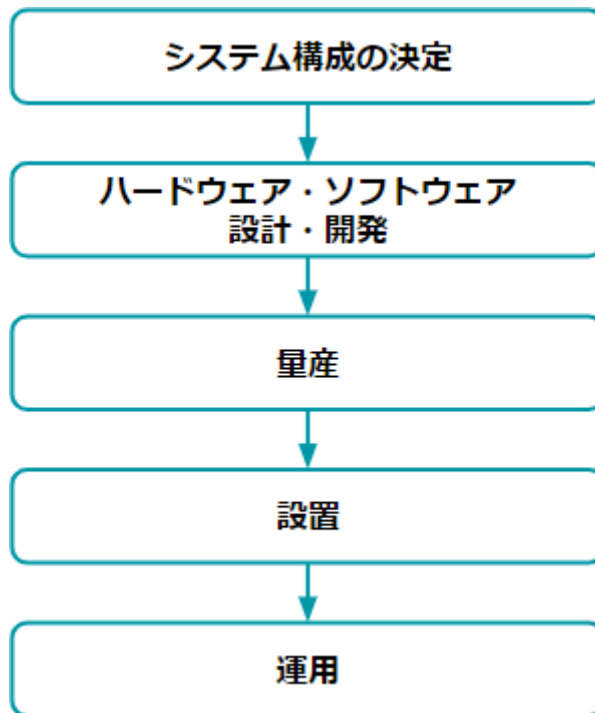 システム構成の決定
ハードウェア・ソフトウェア
設計・開発
量産
設置
運用